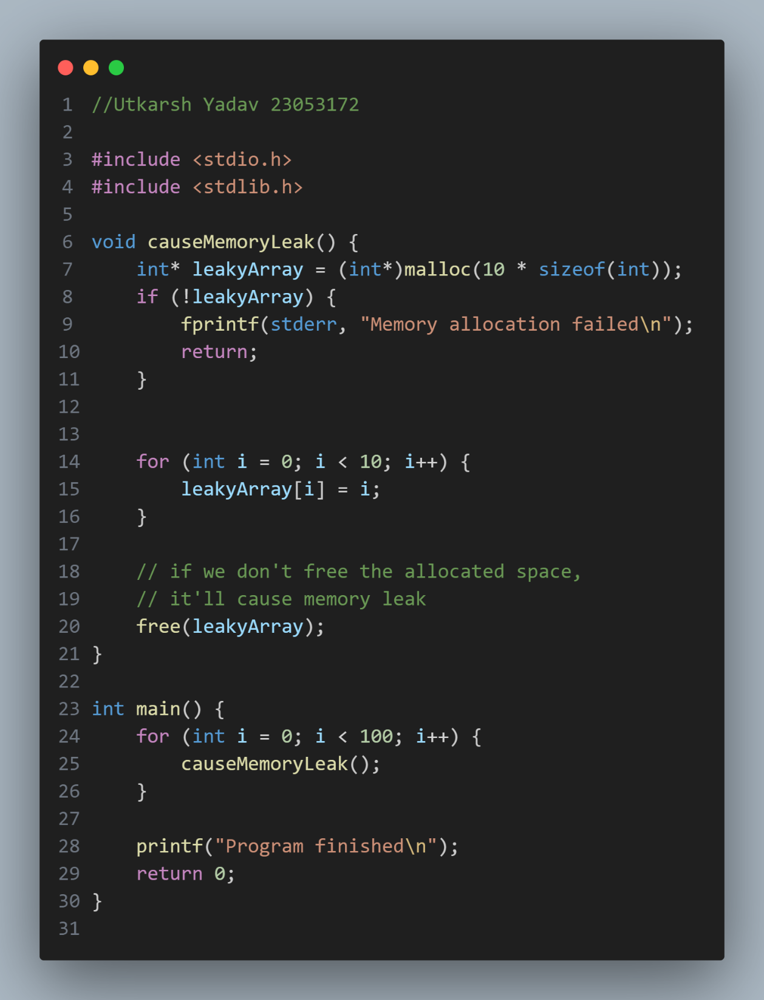 1 //Utkarsh Yadav 23053172
2
3 #include <stdio.h>
4 #include <stdlib.h>
5
6 void causeMemoryLeak() {
7     int* leakyArray = (int*)malloc(10 * sizeof(int));
8     if (!leakyArray) {
9         fprintf(stderr, "Memory allocation failed\n");
10         return;
11     }
12
13
14     for (int i = 0; i < 10; i++) {
15         leakyArray[i] = i;
16     }
17
18     // if we don't free the allocated space,
19     // it'll cause memory leak
20     free(leakyArray);
21 }
22
23 int main() {
24     for (int i = 0; i < 100; i++) {
25         causeMemoryLeak();
26     }
27
28     printf("Program finished\n");
29     return 0;
30 }
31